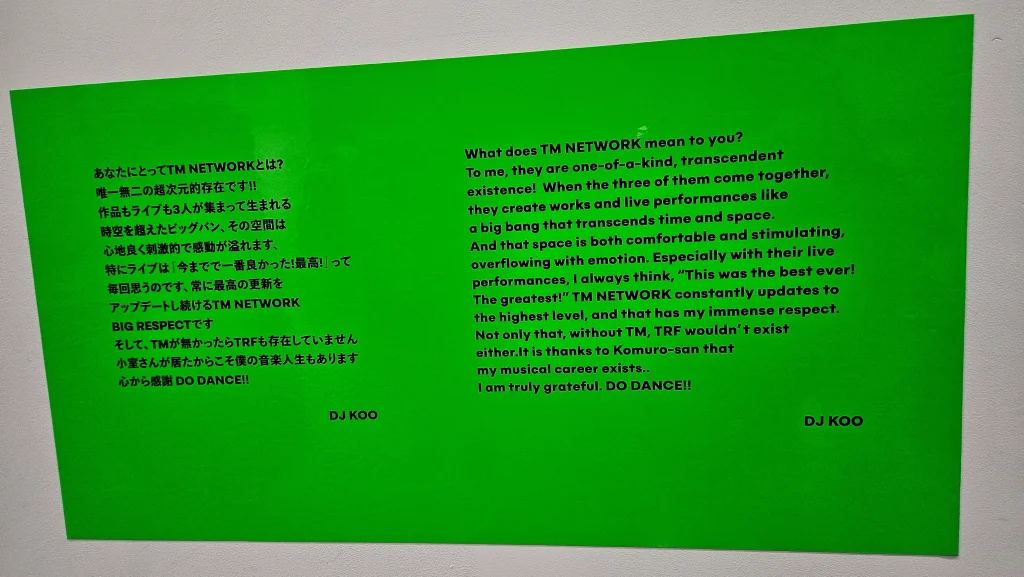 あなたにとってTM NETWORKとは?
唯一無二の超次元的存在です!!
作品もライブも3人が集まって生まれる
時空を超えたビッグバン、その空間は
心地良く刺激的で感動が溢れます、
特にライブは「今までで一番良かった!最高!」って
毎回思うのです、常に最高の更新を
アップデートし続けるTM NETWORK
BIG RESPECTです
そして、TMが無かったらTRFも存在していません
小室さんが居たからこそ僕の音楽人生もあります
心から感謝 DO DANCE!!
DJ KOO
What does TM NETWORK mean to you?
To me, they are one-of-a-kind, transcendent
existence! When the three of them come together,
they create works and live performances like
a big bang that transcends time and space.
And that space is both comfortable and stimulating,
overflowing with emotion. Especially with their live
performances, I always think, “This was the best ever!
The greatest!” TM NETWORK constantly updates to
the highest level, and that has my immense respect.
Not only that, without TM, TRF wouldn’t exist
either.It is thanks to Komuro-san that
my musical career exists..
I am truly grateful. DO DANCE!!
DJ KOO